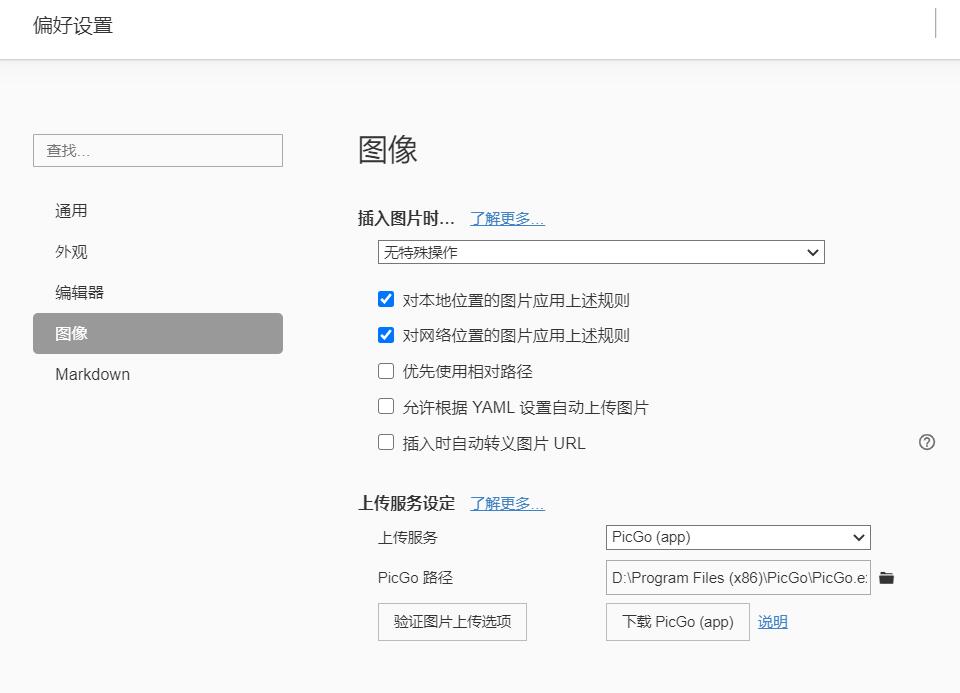 偏好设置
查找...
通用
外观
编辑器
图像
Markdown
图像
插入图片时... 了解更多...
无特殊操作
对本地位置的图片应用上述规则
对网络位置的图片应用上述规则
优先使用相对路径
允许根据 YAML 设置自动上传图片
插入时自动转义图片 URL
上传服务设定 了解更多...
上传服务 PicGo (app)
PicGo 路径 D:\Program Files (x86)\PicGo\PicGo.e
验证图片上传选项 下载 PicGo (app) 说明